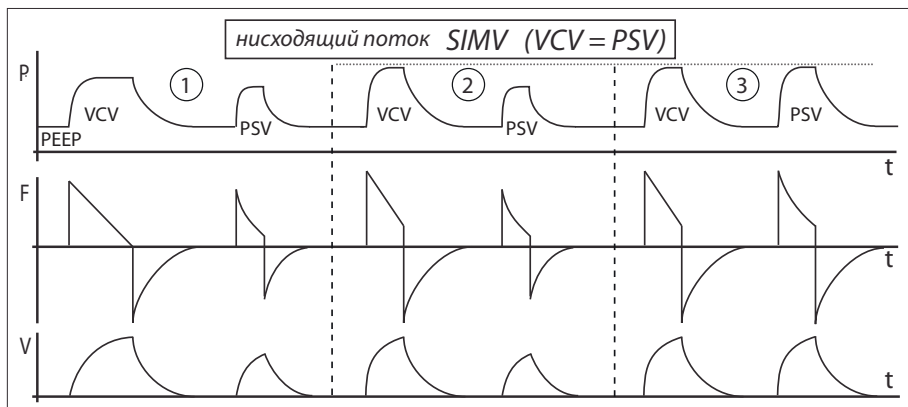 нисходящий поток SIMV (VCV = PSV)
P
1
2
3
VCV
PSV
VCV
PSV
VCV
PSV
PEEP
t
F
t
V
t